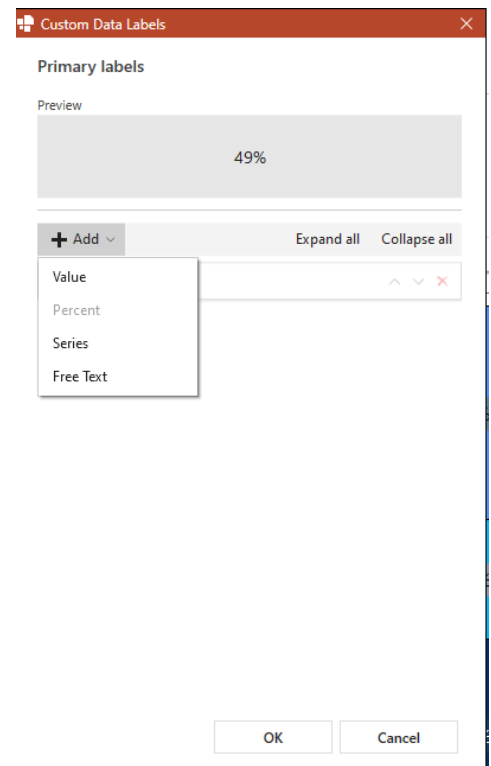 Custom Data Labels
Primary labels
Preview
49%
Add Expand all Collapse all
Value
Percent
Series
Free Text
OK Cancel